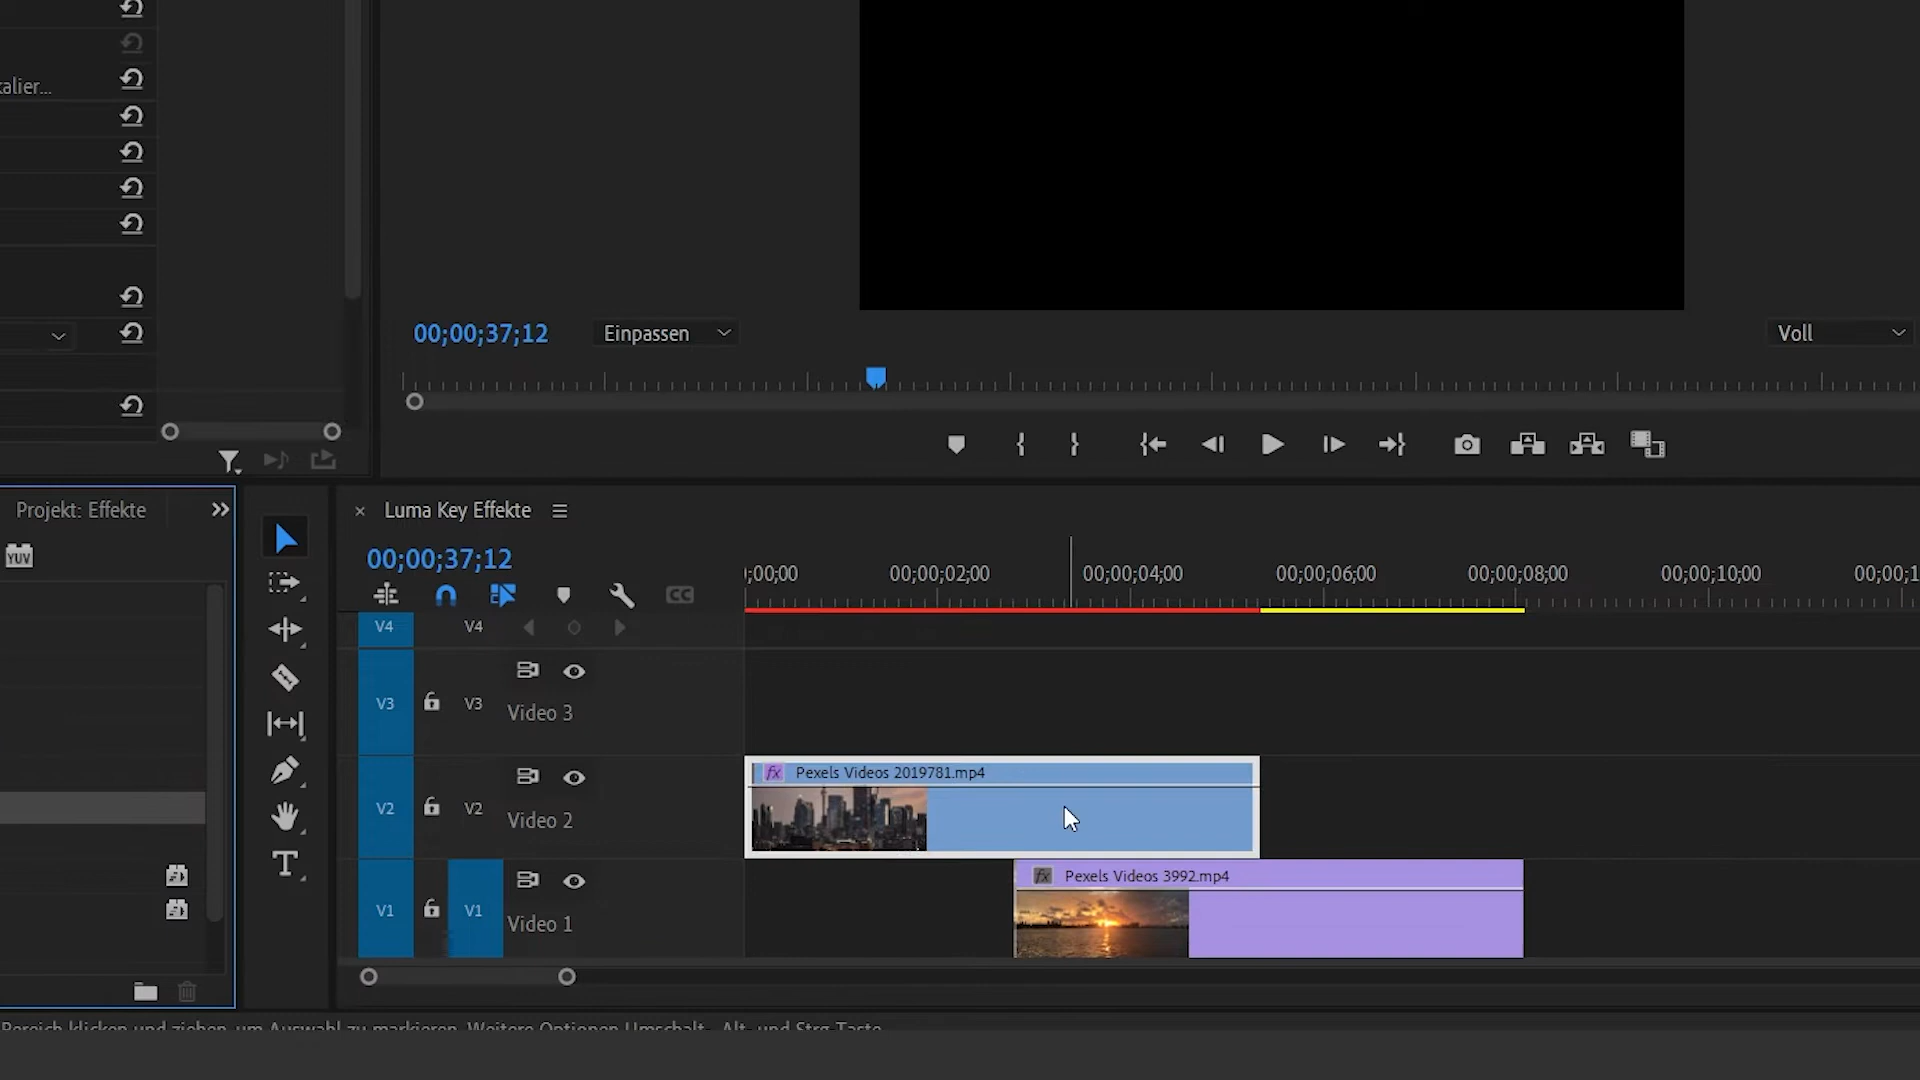 kalier...
00;00;37;12
Einpassen
Voll
Projekt: Effekte
YUV
Luma Key Effekte
00;00;37;12
CC
;00;00
00;00;02;00
00;00;04;00
00;00;06;00
00;00;08;00
00;00;10;00
00;00;1
V4 V4
V3 V3
Video 3
V2 V2
Video 2
fx Pexels Videos 2019781.mp4
V1 V1
Video 1
fx Pexels Videos 3992.mp4
Bereich klicken und ziehen, um Auswahl zu markieren. Weitere Optionen Umschalt-, Alt- und Strg-Taste